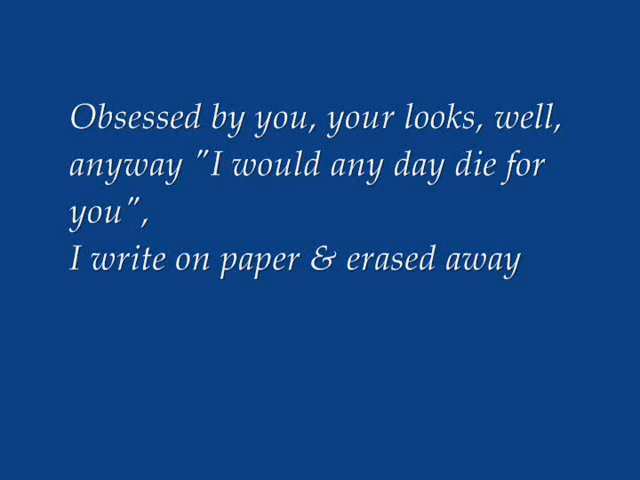 Obsessed by you, your looks, well,
anyway "I would any day die for
you",
I write on paper & erased away